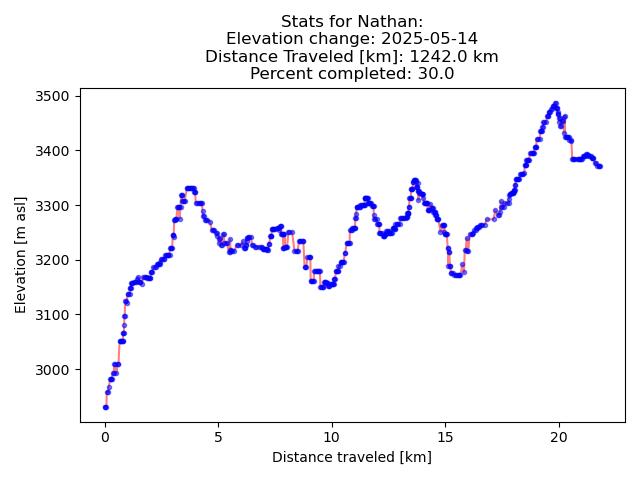 Stats for Nathan:
Elevation change: 2025-05-14
Distance Traveled [km]: 1242.0 km
Percent completed: 30.0
3500
3400
3300
3200
3100
3000
Elevation [m asl]
0 5 10 15 20
Distance traveled [km]